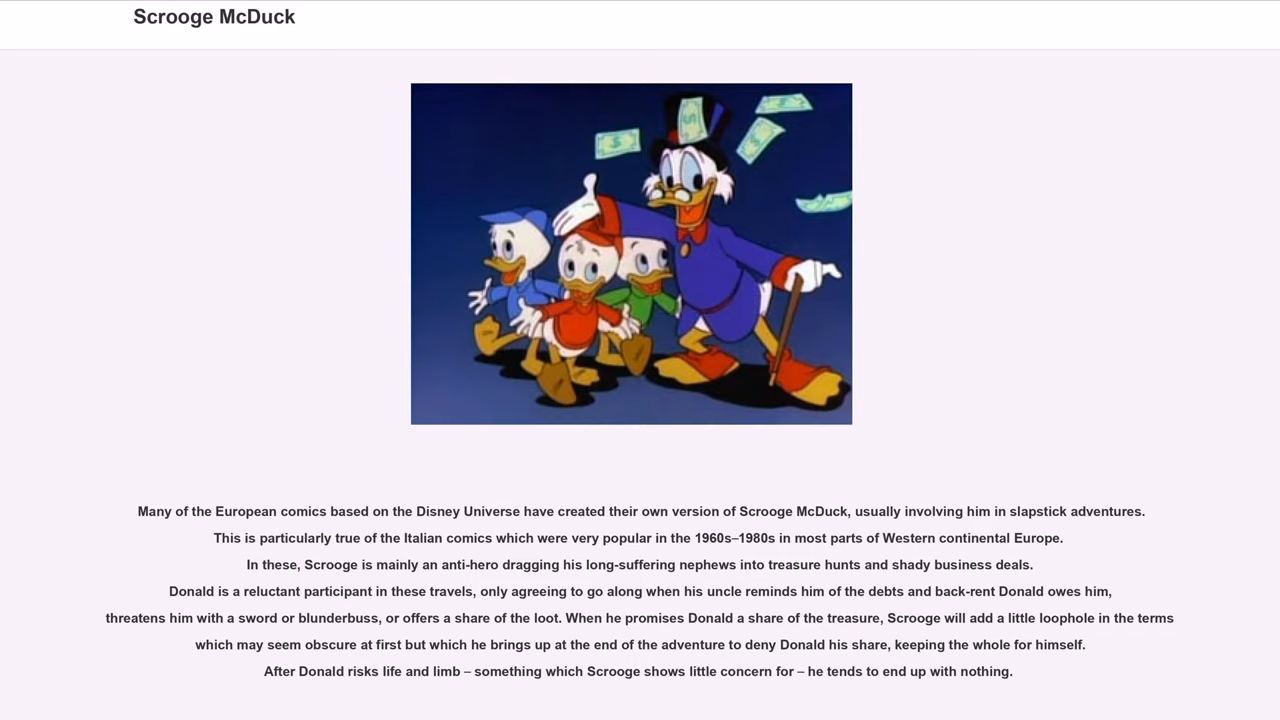 Scrooge McDuck
Many of the European comics based on the Disney Universe have created their own version of Scrooge McDuck, usually involving him in slapstick adventures.
This is particularly true of the Italian comics which were very popular in the 1960s–1980s in most parts of Western continental Europe.
In these, Scrooge is mainly an anti-hero dragging his long-suffering nephews into treasure hunts and shady business deals.
Donald is a reluctant participant in these travels, only agreeing to go along when his uncle reminds him of the debts and back-rent Donald owes him,
threatens him with a sword or blunderbuss, or offers a share of the loot. When he promises Donald a share of the treasure, Scrooge will add a little loophole in the terms
which may seem obscure at first but which he brings up at the end of the adventure to deny Donald his share, keeping the whole for himself.
After Donald risks life and limb – something which Scrooge shows little concern for – he tends to end up with nothing.